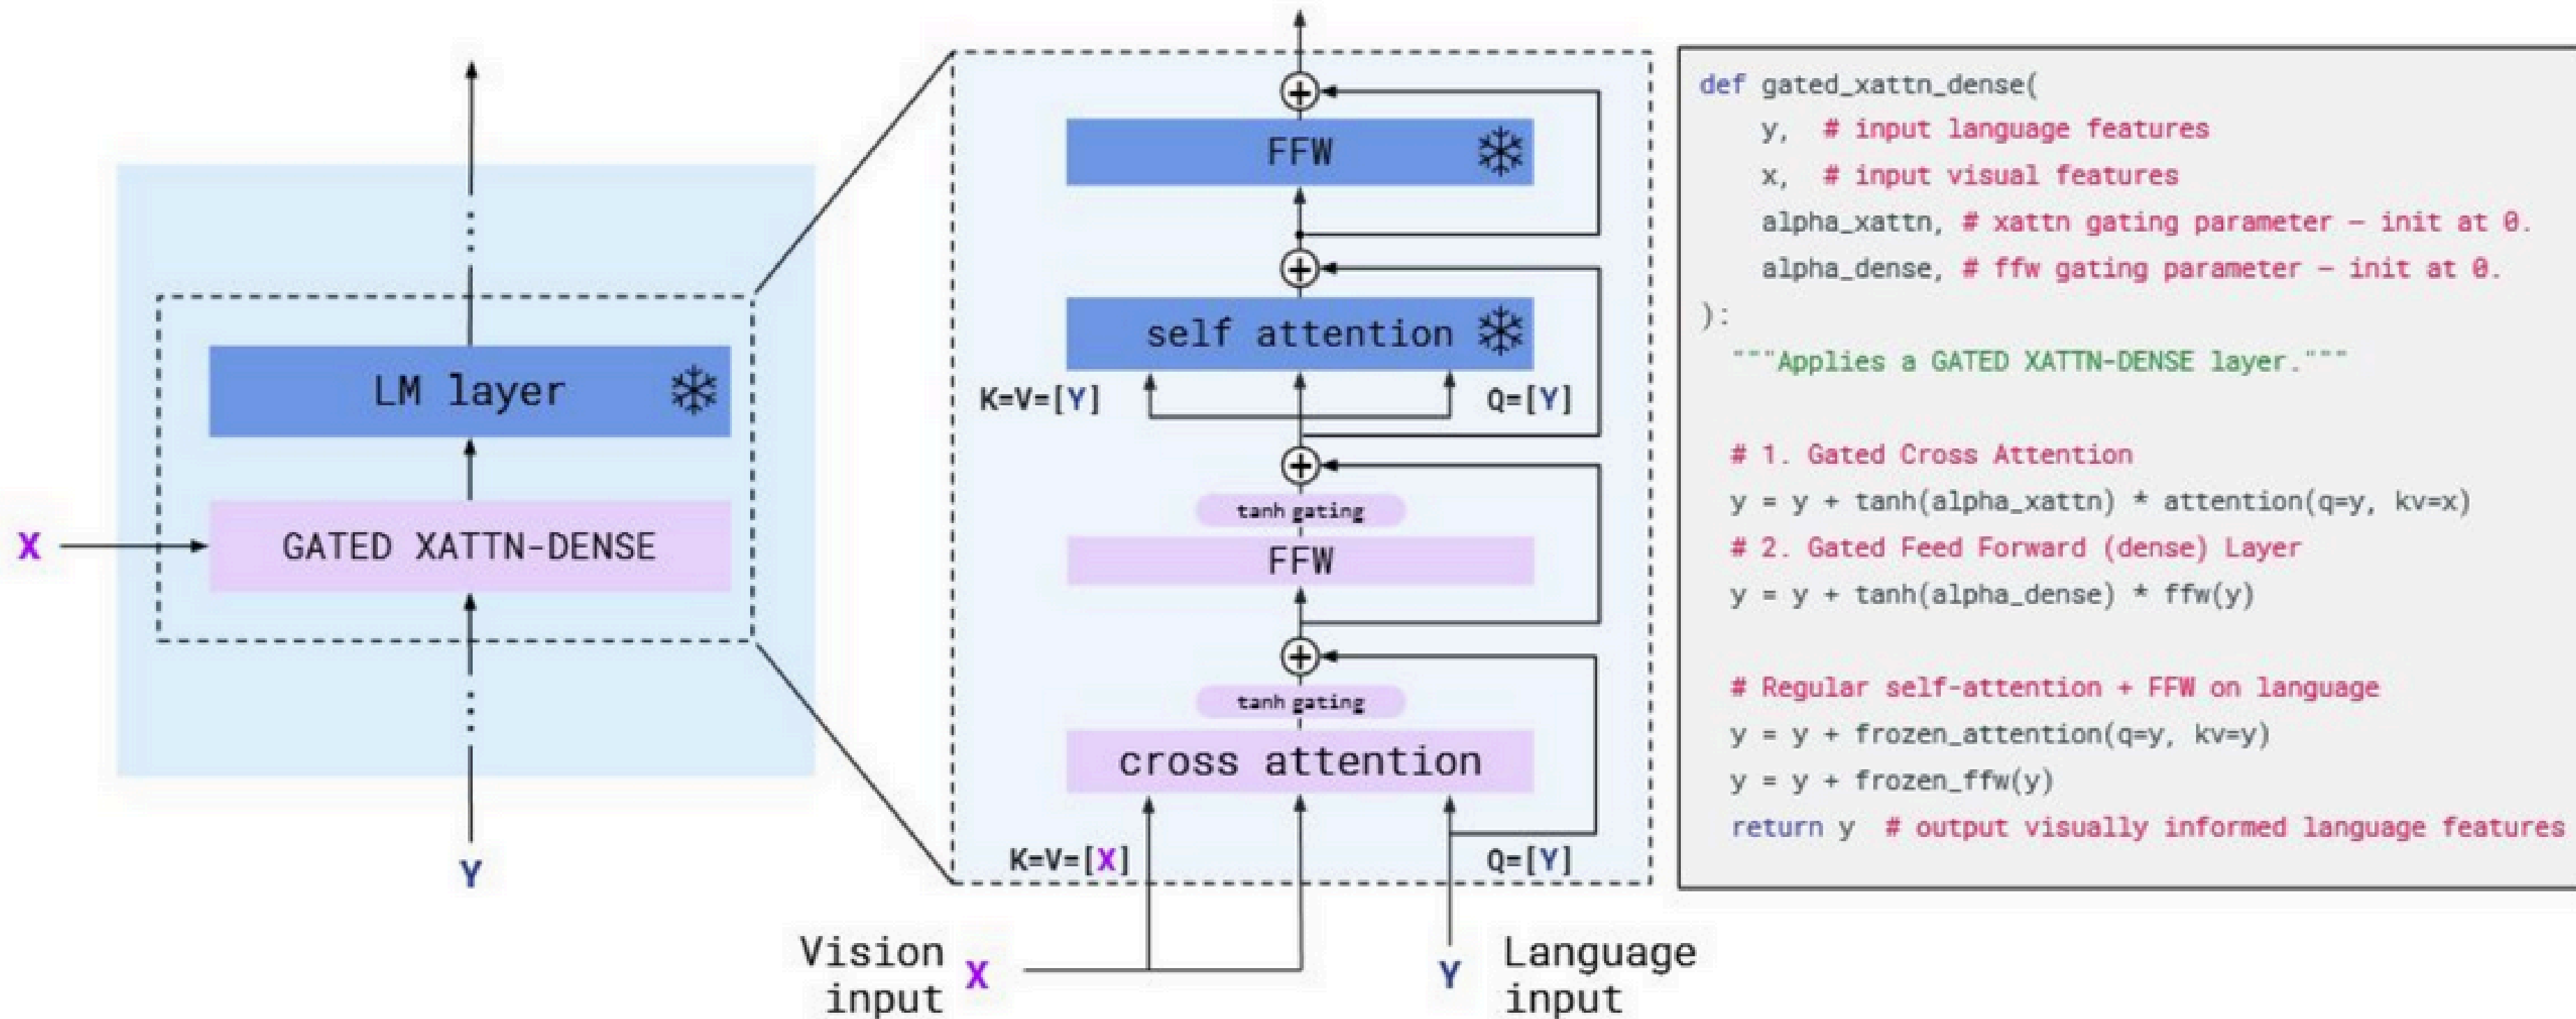 LM layer
GATED XATTN-DENSE
X
Y
FFW
self attention
K=V=[Y]
Q=[Y]
tanh gating
FFW
tanh gating
cross attention
K=V=[X]
Q=[Y]
Vision
input
X
Y
Language
input
def gated_xattn_dense(
y,  # input language features
x,  # input visual features
alpha_xattn, # xattn gating parameter – init at 0.
alpha_dense, # ffw gating parameter – init at 0.
):
"""Applies a GATED XATTN-DENSE layer."""
# 1. Gated Cross Attention
y = y + tanh(alpha_xattn) * attention(q=y, kv=x)
# 2. Gated Feed Forward (dense) Layer
y = y + tanh(alpha_dense) * ffw(y)
# Regular self-attention + FFW on language
y = y + frozen_attention(q=y, kv=y)
y = y + frozen_ffw(y)
return y  # output visually informed language features